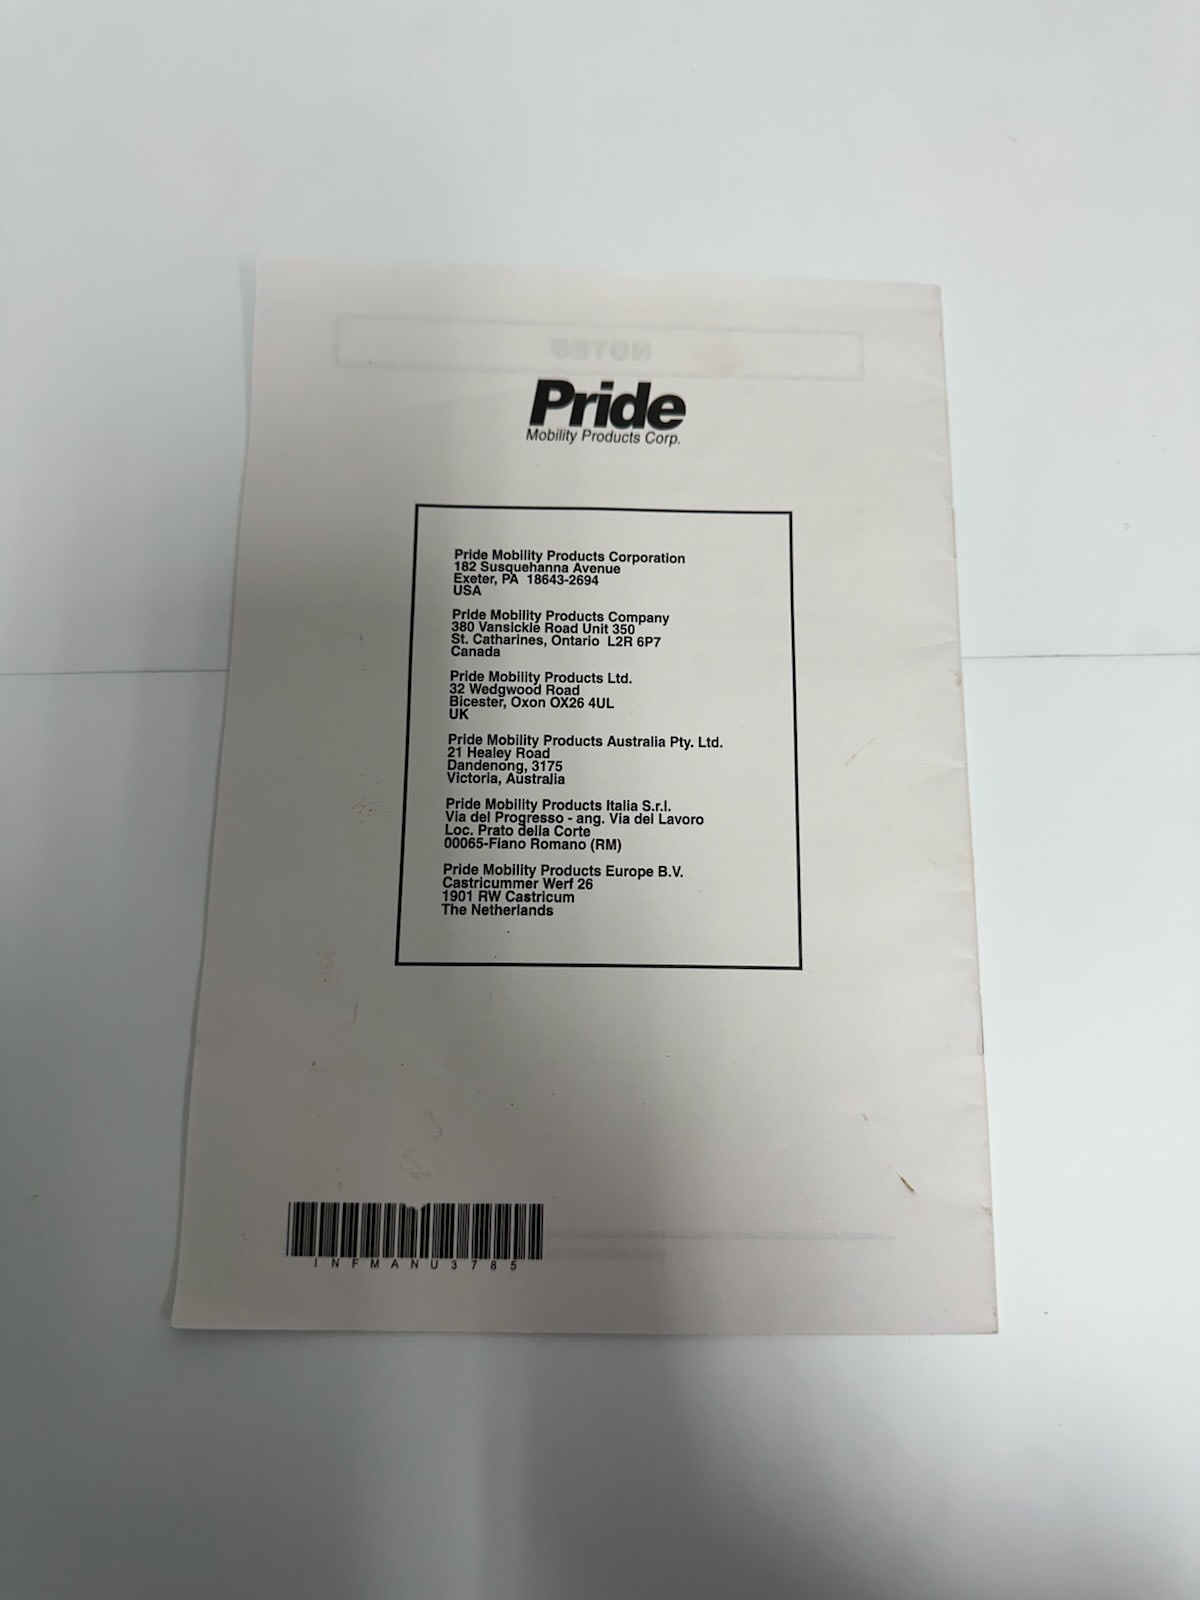 NOTES
Pride
Mobility Products Corp.
Pride Mobility Products Corporation
182 Susquehanna Avenue
Exeter, PA 18643-2694
USA
Pride Mobility Products Company
380 Vansickle Road Unit 350
St. Catharines, Ontario L2R 6P7
Canada
Pride Mobility Products Ltd.
32 Wedgwood Road
Bicester, Oxon OX26 4UL
UK
Pride Mobility Products Australia Pty. Ltd.
21 Healey Road
Dandenong, 3175
Victoria, Australia
Pride Mobility Products Italia S.r.l.
Via del Progresso - ang. Via del Lavoro
Loc. Prato della Corte
00065-Fiano Romano (RM)
Pride Mobility Products Europe B.V.
Castricummer Werf 26
1901 RW Castricum
The Netherlands
INFMANU3785